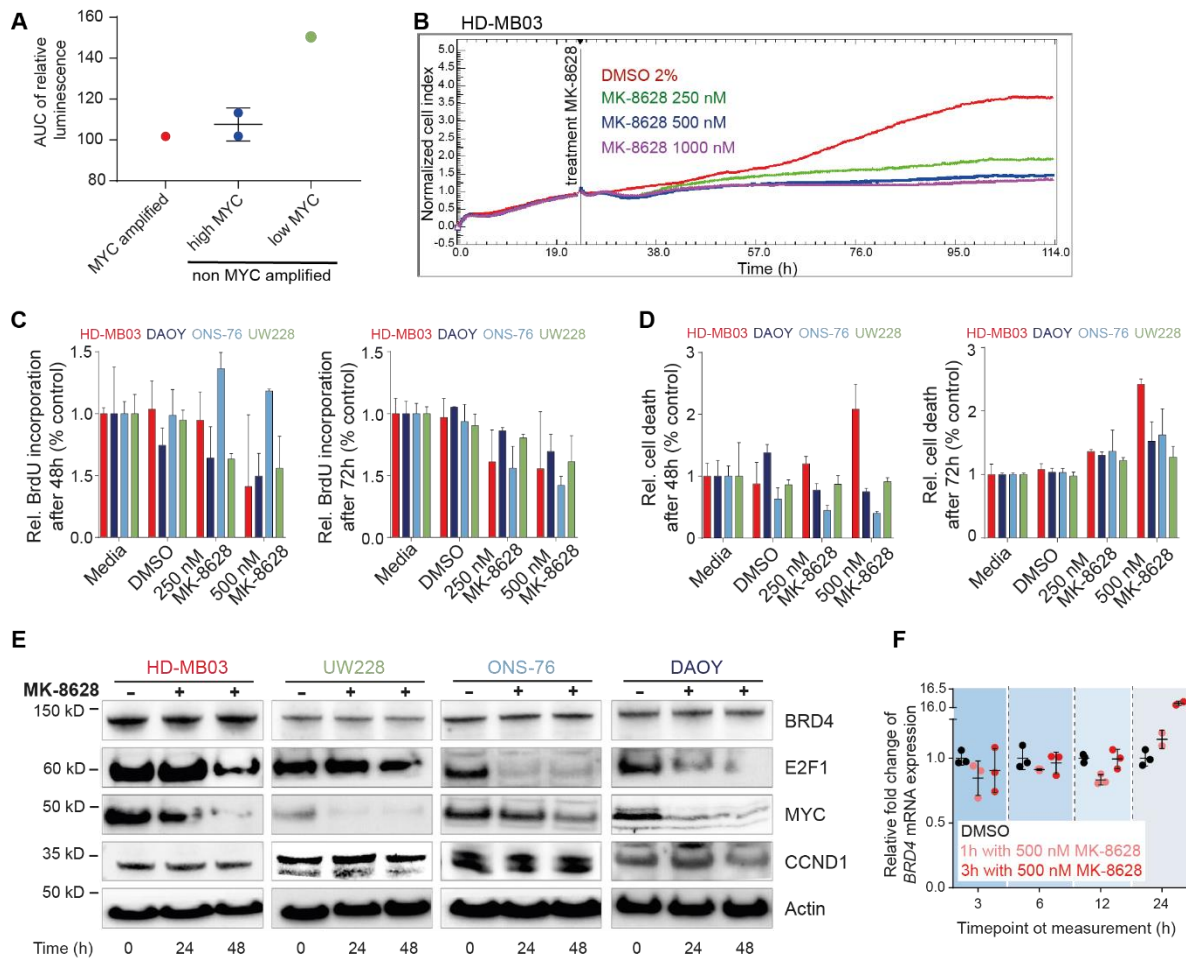 A
AUC of relative
luminescence
160
140
120
100
80
MYC amplified
high MYC
low MYC
non MYC amplified
B
HD-MB03
Normalized cell index
5.0
4.5
4.0
3.5
3.0
2.5
2.0
1.5
1.0
0.5
0.0
-0.5
treatment MK-8628
DMSO 2%
MK-8628 250 nM
MK-8628 500 nM
MK-8628 1000 nM
0.0 19.0 38.0 57.0 76.0 95.0 114.0
Time (h)
C
HD-MB03 DAOY ONS-76 UW228
Rel. BrdU incorporation
after 48h (% control)
1.5
1.0
1.5
0.0
Media
DMSO
250 nM
MK-8628
500 nM
MK-8628
HD-MB03 DAOY ONS-76 UW228
Rel. BrdU incorporation
after 72h (% control)
1.5
1.0
1.5
0.0
Media
DMSO
250 nM
MK-8628
500 nM
MK-8628
D
HD-MB03 DAOY ONS-76 UW228
Rel. cell death
after 48h (% control)
3
2
1
0
Media
DMSO
250 nM
MK-8628
500 nM
MK-8628
HD-MB03 DAOY ONS-76 UW228
Rel. cell death
after 72h (% control)
3
2
1
0
Media
DMSO
250 nM
MK-8628
500 nM
MK-8628
E
HD-MB03 UW228 ONS-76 DAOY
MK-8628 - + + - + + - + + - + +
150 kD BRD4
60 kD E2F1
50 kD MYC
35 kD CCND1
50 kD Actin
Time (h) 0 24 48 0 24 48 0 24 48 0 24 48
F
Relative fold change of
BRD4 mRNA expression
16.5
16.0
1.0
0.5
0.0
DMSO
1h with 500 nM MK-8628
3h with 500 nM MK-8628
3 6 12 24
Timepoint ot measurement (h)